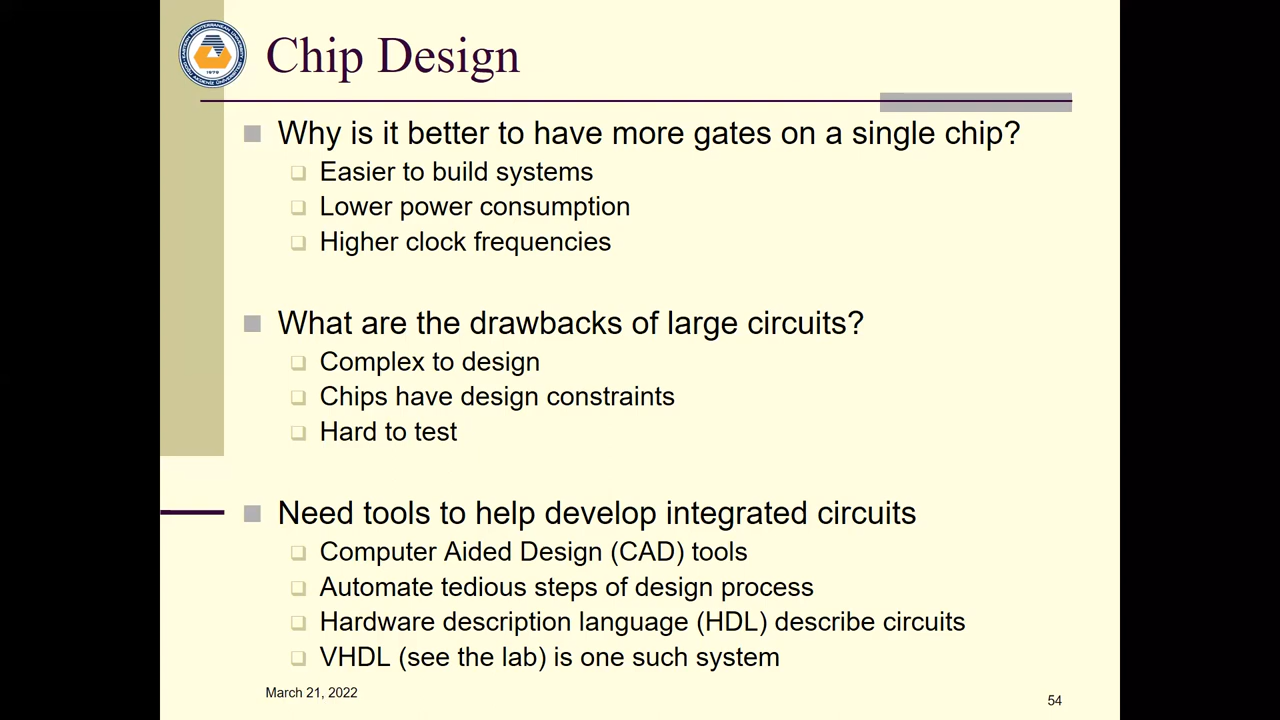 Chip Design
Why is it better to have more gates on a single chip?
Easier to build systems
Lower power consumption
Higher clock frequencies
What are the drawbacks of large circuits?
Complex to design
Chips have design constraints
Hard to test
Need tools to help develop integrated circuits
Computer Aided Design (CAD) tools
Automate tedious steps of design process
Hardware description language (HDL) describe circuits
VHDL (see the lab) is one such system
March 21, 2022
54